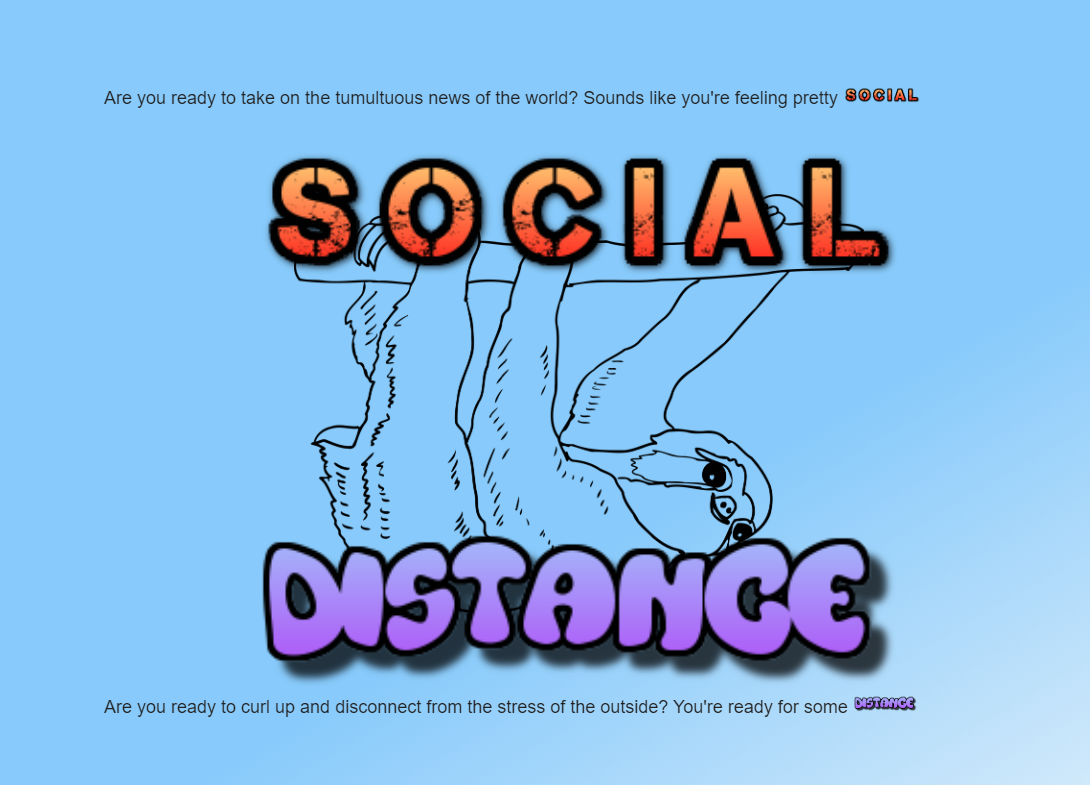 Are you ready to take on the tumultuous news of the world? Sounds like you're feeling pretty SOCIAL
SOCIAL
DISTANCE
Are you ready to curl up and disconnect from the stress of the outside? You're ready for some DISTANCE